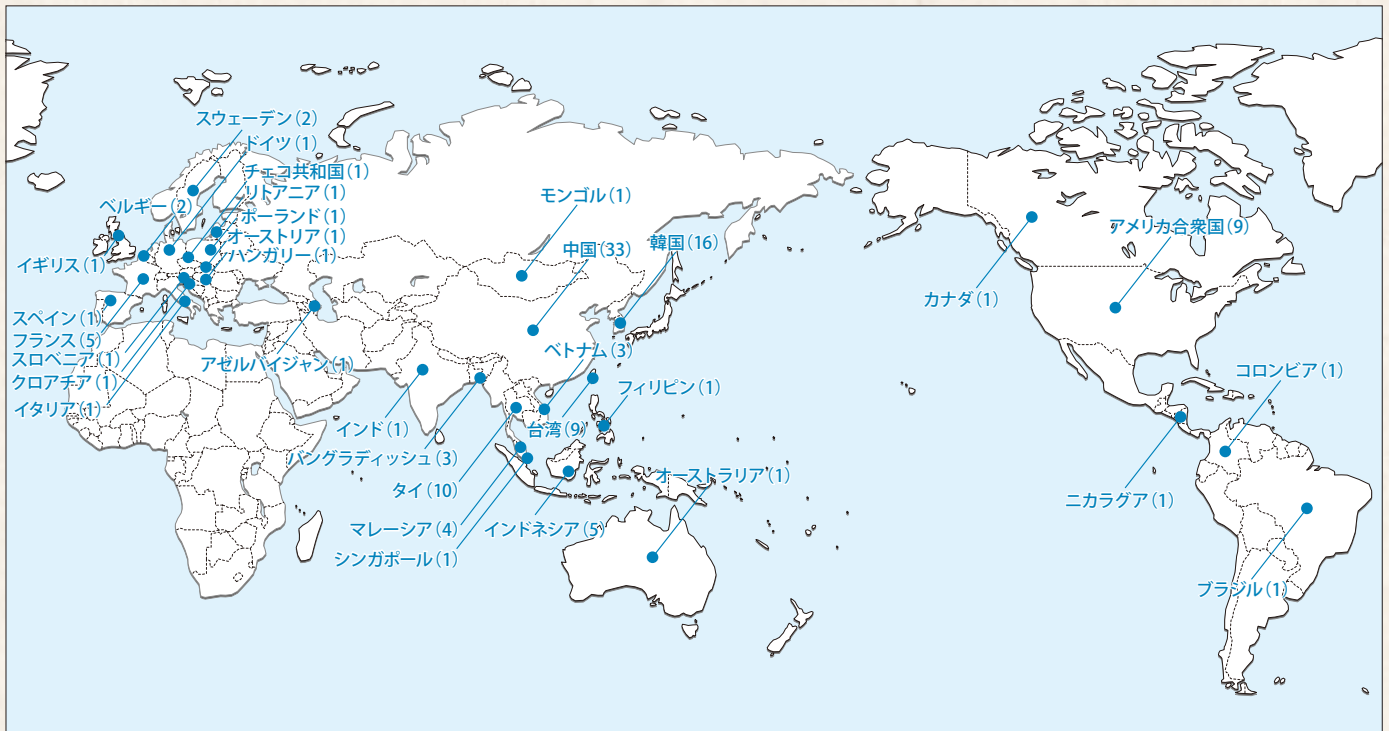 スウェーデン(2)
ドイツ(1)
チェコ共和国(1)
リトアニア(1)
ベルギー(2)
ポーランド(1)
オーストリア(1)
ハンガリー(1)
イギリス(1)
スペイン(1)
フランス(5)
スロベニア(1)
クロアチア(1)
イタリア(1)
アゼルバイジャン(1)
モンゴル(1)
中国(33)
韓国(16)
ベトナム(3)
フィリピン(1)
台湾(9)
インド(1)
バングラディッシュ(3)
タイ(10)
マレーシア(4)
シンガポール(1)
インドネシア(5)
オーストラリア(1)
アメリカ合衆国(9)
カナダ(1)
コロンビア(1)
ニカラグア(1)
ブラジル(1)